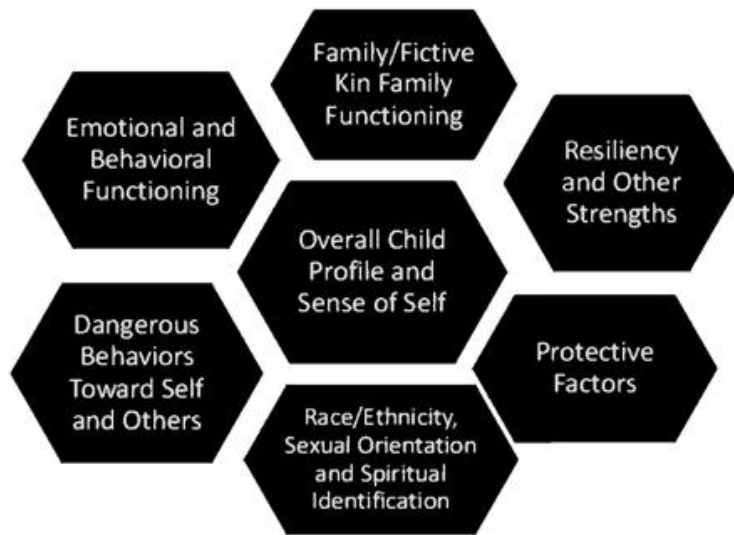 Family/Fictive
Kin Family
Functioning
Emotional and
Behavioral
Functioning
Resiliency
and Other
Strengths
Overall Child
Profile and
Sense of Self
Dangerous
Behaviors
Toward Self
and Others
Protective
Factors
Race/Ethnicity,
Sexual Orientation
and Spiritual
Identification